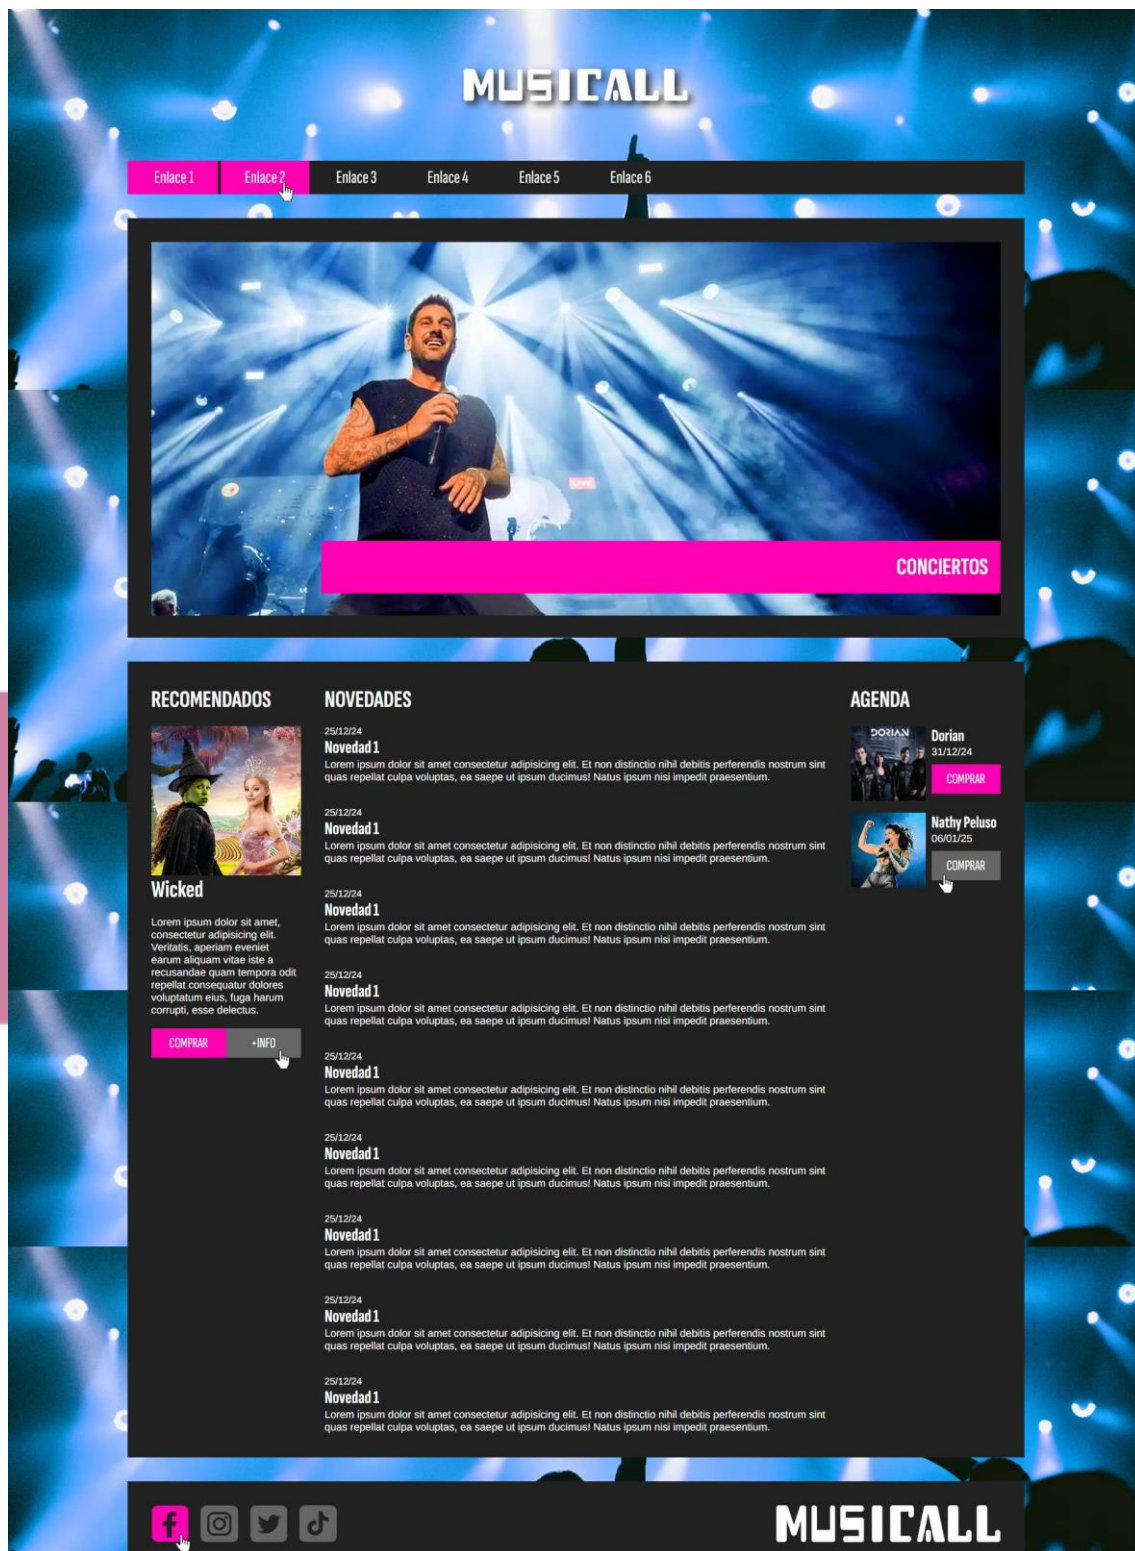 MUSICALL
Enlace 1 Enlace 2 Enlace 3 Enlace 4 Enlace 5 Enlace 6
LIVE
CONCIERTOS
RECOMENDADOS
Wicked
Lorem ipsum dolor sit amet,
consectetur adipisicing elit.
Veritatis, aperiam eveniet
earum aliquam vitae iste a
recusandae quam tempora odit
repellat consequatur dolores
voluptatum eius, fuga harum
corrupti, esse delectus.
COMPRAR +INFO
NOVEDADES
25/12/24
Novedad 1
Lorem ipsum dolor sit amet consectetur adipisicing elit. Et non distinctio nihil debitis perferendis nostrum sint
quas repellat culpa voluptas, ea saepe ut ipsum ducimus! Natus ipsum nisi impedit praesentium.
25/12/24
Novedad 1
Lorem ipsum dolor sit amet consectetur adipisicing elit. Et non distinctio nihil debitis perferendis nostrum sint
quas repellat culpa voluptas, ea saepe ut ipsum ducimus! Natus ipsum nisi impedit praesentium.
25/12/24
Novedad 1
Lorem ipsum dolor sit amet consectetur adipisicing elit. Et non distinctio nihil debitis perferendis nostrum sint
quas repellat culpa voluptas, ea saepe ut ipsum ducimus! Natus ipsum nisi impedit praesentium.
25/12/24
Novedad 1
Lorem ipsum dolor sit amet consectetur adipisicing elit. Et non distinctio nihil debitis perferendis nostrum sint
quas repellat culpa voluptas, ea saepe ut ipsum ducimus! Natus ipsum nisi impedit praesentium.
25/12/24
Novedad 1
Lorem ipsum dolor sit amet consectetur adipisicing elit. Et non distinctio nihil debitis perferendis nostrum sint
quas repellat culpa voluptas, ea saepe ut ipsum ducimus! Natus ipsum nisi impedit praesentium.
25/12/24
Novedad 1
Lorem ipsum dolor sit amet consectetur adipisicing elit. Et non distinctio nihil debitis perferendis nostrum sint
quas repellat culpa voluptas, ea saepe ut ipsum ducimus! Natus ipsum nisi impedit praesentium.
25/12/24
Novedad 1
Lorem ipsum dolor sit amet consectetur adipisicing elit. Et non distinctio nihil debitis perferendis nostrum sint
quas repellat culpa voluptas, ea saepe ut ipsum ducimus! Natus ipsum nisi impedit praesentium.
25/12/24
Novedad 1
Lorem ipsum dolor sit amet consectetur adipisicing elit. Et non distinctio nihil debitis perferendis nostrum sint
quas repellat culpa voluptas, ea saepe ut ipsum ducimus! Natus ipsum nisi impedit praesentium.
25/12/24
Novedad 1
Lorem ipsum dolor sit amet consectetur adipisicing elit. Et non distinctio nihil debitis perferendis nostrum sint
quas repellat culpa voluptas, ea saepe ut ipsum ducimus! Natus ipsum nisi impedit praesentium.
AGENDA
DORIAN
Dorian
31/12/24
COMPRAR
Nathy Peluso
06/01/25
COMPRAR
MUSICALL